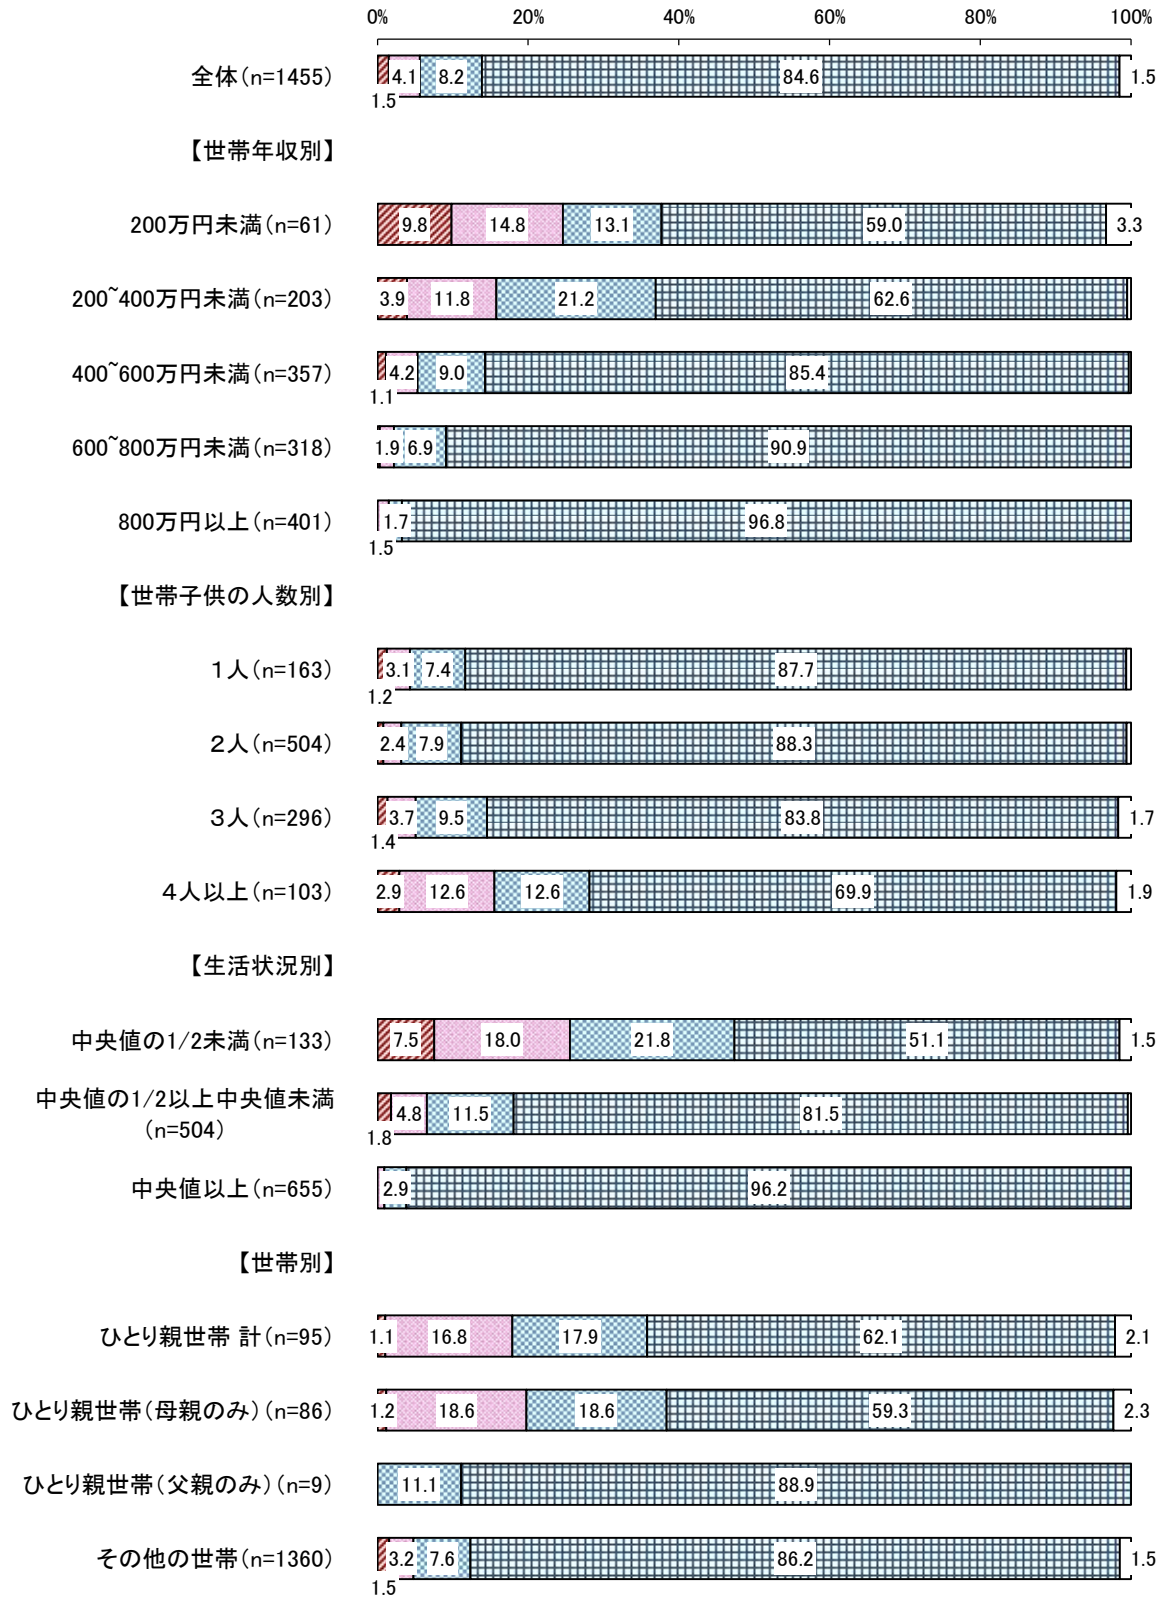 0% 20% 40% 60% 80% 100%
全体(n=1455) 4.1 8.2 84.6 1.5
1.5
【世帯年収別】
200万円未満(n=61) 9.8 14.8 13.1 59.0 3.3
200~400万円未満(n=203) 3.9 11.8 21.2 62.6
400~600万円未満(n=357) 4.2 9.0 85.4
1.1
600~800万円未満(n=318) 1.9 6.9 90.9
800万円以上(n=401) 1.7 96.8
1.5
【世帯子供の人数別】
1人(n=163) 3.1 7.4 87.7
1.2
2人(n=504) 2.4 7.9 88.3
3人(n=296) 3.7 9.5 83.8 1.7
1.4
4人以上(n=103) 2.9 12.6 12.6 69.9 1.9
【生活状況別】
中央値の1/2未満(n=133) 7.5 18.0 21.8 51.1 1.5
中央値の1/2以上中央値未満
(n=504) 4.8 11.5 81.5
1.8
中央値以上(n=655) 2.9 96.2
【世帯別】
ひとり親世帯 計(n=95) 1.1 16.8 17.9 62.1 2.1
ひとり親世帯(母親のみ)(n=86) 1.2 18.6 18.6 59.3 2.3
ひとり親世帯(父親のみ)(n=9) 11.1 88.9
その他の世帯(n=1360) 3.2 7.6 86.2 1.5
1.5